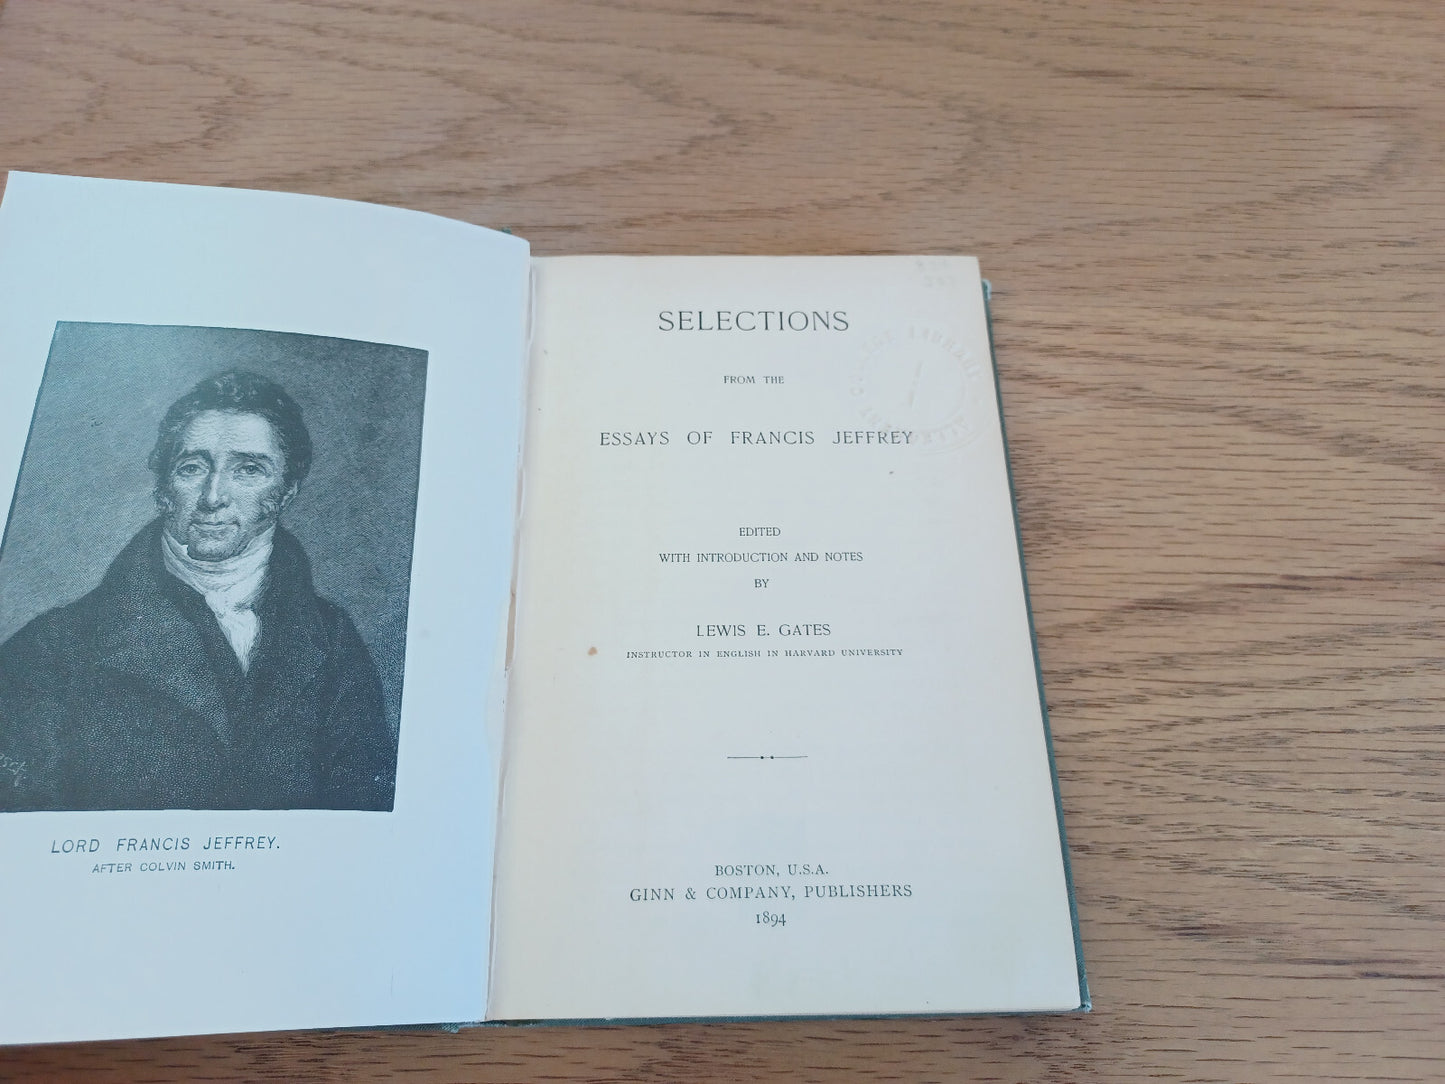 LORD FRANCIS JEFFREY.
AFTER COLVIN SMITH.
SELECTIONS
FROM THE
ESSAYS OF FRANCIS JEFFREY
EDITED
WITH INTRODUCTION AND NOTES
BY
LEWIS E. GATES
INSTRUCTOR IN ENGLISH IN HARVARD UNIVERSITY
BOSTON, U.S.A.
GINN & COMPANY, PUBLISHERS
1894